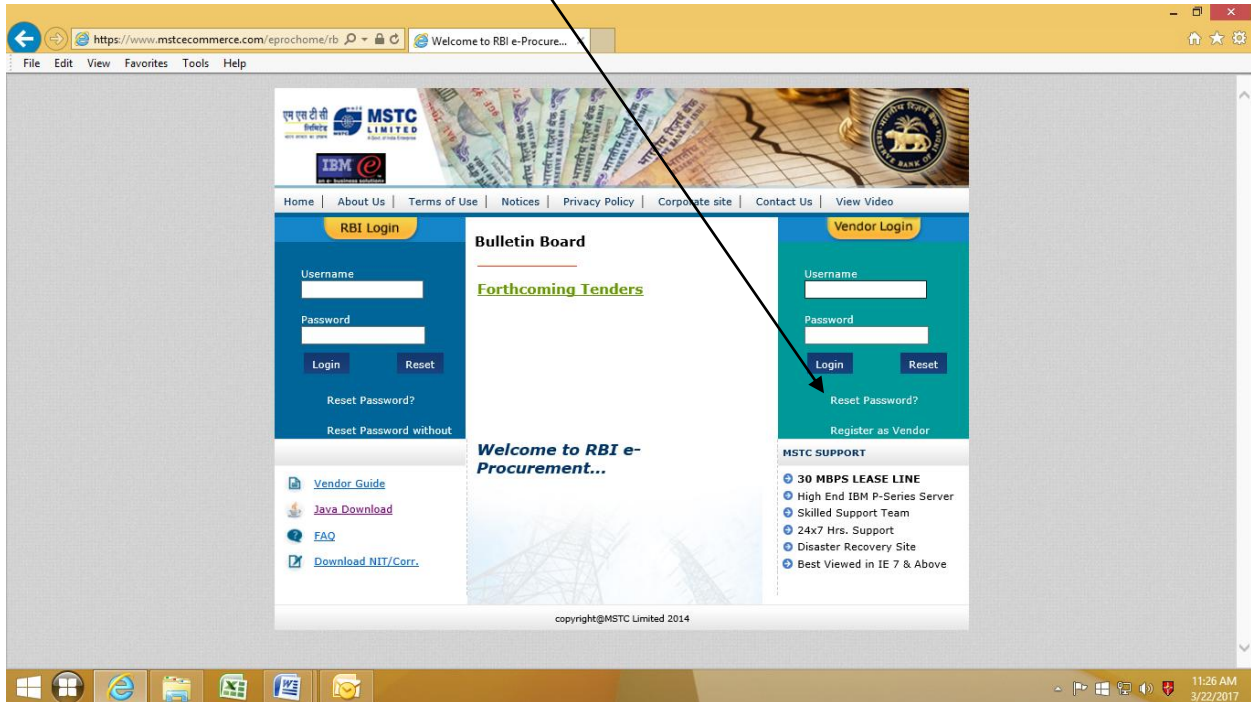 https://www.mstcecommerce.com/eprochome/rb
Welcome to RBI e-Procure...
File Edit View Favorites Tools Help
एम एस टी सी
लिमिटेड
MSTC
LIMITED
IBM e
RESERVE BANK OF INDIA
Home | About Us | Terms of Use | Notices | Privacy Policy | Corporate site | Contact Us | View Video
RBI Login
Username
Password
Login Reset
Reset Password?
Reset Password without
Bulletin Board
Forthcoming Tenders
Vendor Login
Username
Password
Login Reset
Reset Password?
Register as Vendor
Vendor Guide
Java Download
FAQ
Download NIT/Corr.
Welcome to RBI e-
Procurement...
MSTC SUPPORT
30 MBPS LEASE LINE
High End IBM P-Series Server
Skilled Support Team
24x7 Hrs. Support
Disaster Recovery Site
Best Viewed in IE 7 & Above
copyright@MSTC Limited 2014
11:26 AM
3/22/2017